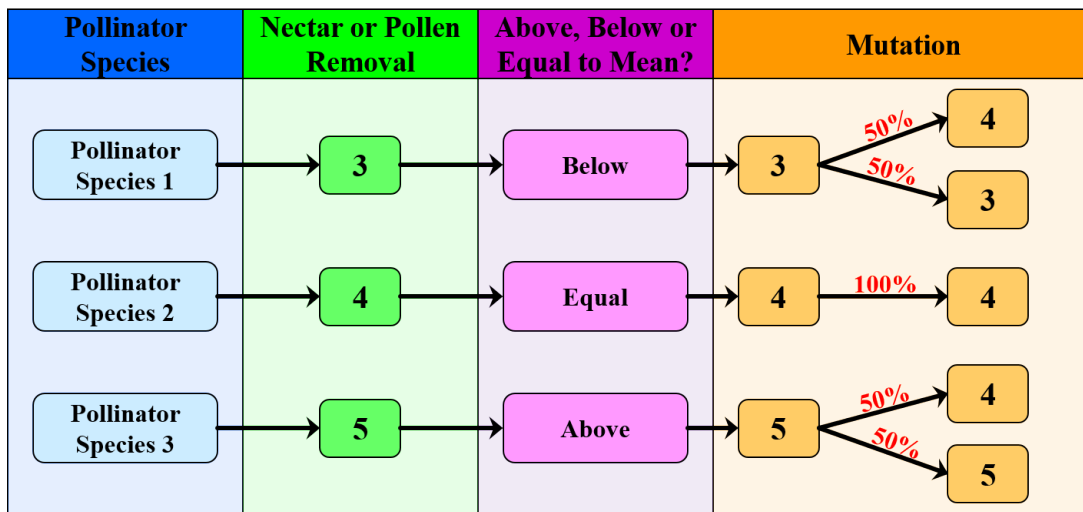 Pollinator
Species
Nectar or Pollen
Removal
Above, Below or
Equal to Mean?
Mutation
Pollinator
Species 1
3
Below
3
50%
4
50%
3
Pollinator
Species 2
4
Equal
4
100%
4
Pollinator
Species 3
5
Above
5
50%
4
50%
5